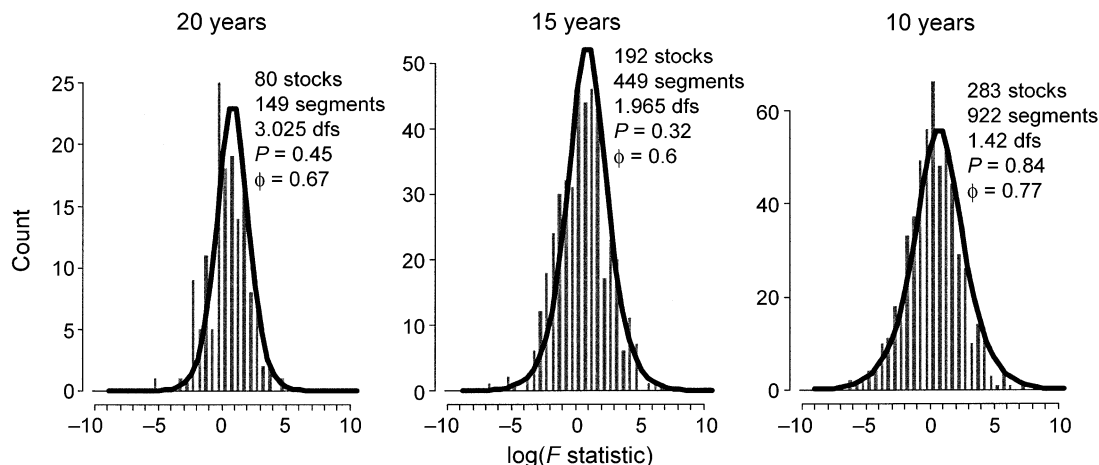 20 years
15 years
10 years
80 stocks
149 segments
3.025 dfs
P = 0.45
ϕ = 0.67
192 stocks
449 segments
1.965 dfs
P = 0.32
ϕ = 0.6
283 stocks
922 segments
1.42 dfs
P = 0.84
ϕ = 0.77
Count
25
20
15
10
5
0
50
40
30
20
10
0
60
40
20
0
–10 –5 0 5 10
–10 –5 0 5 10
–10 –5 0 5 10
log(F statistic)